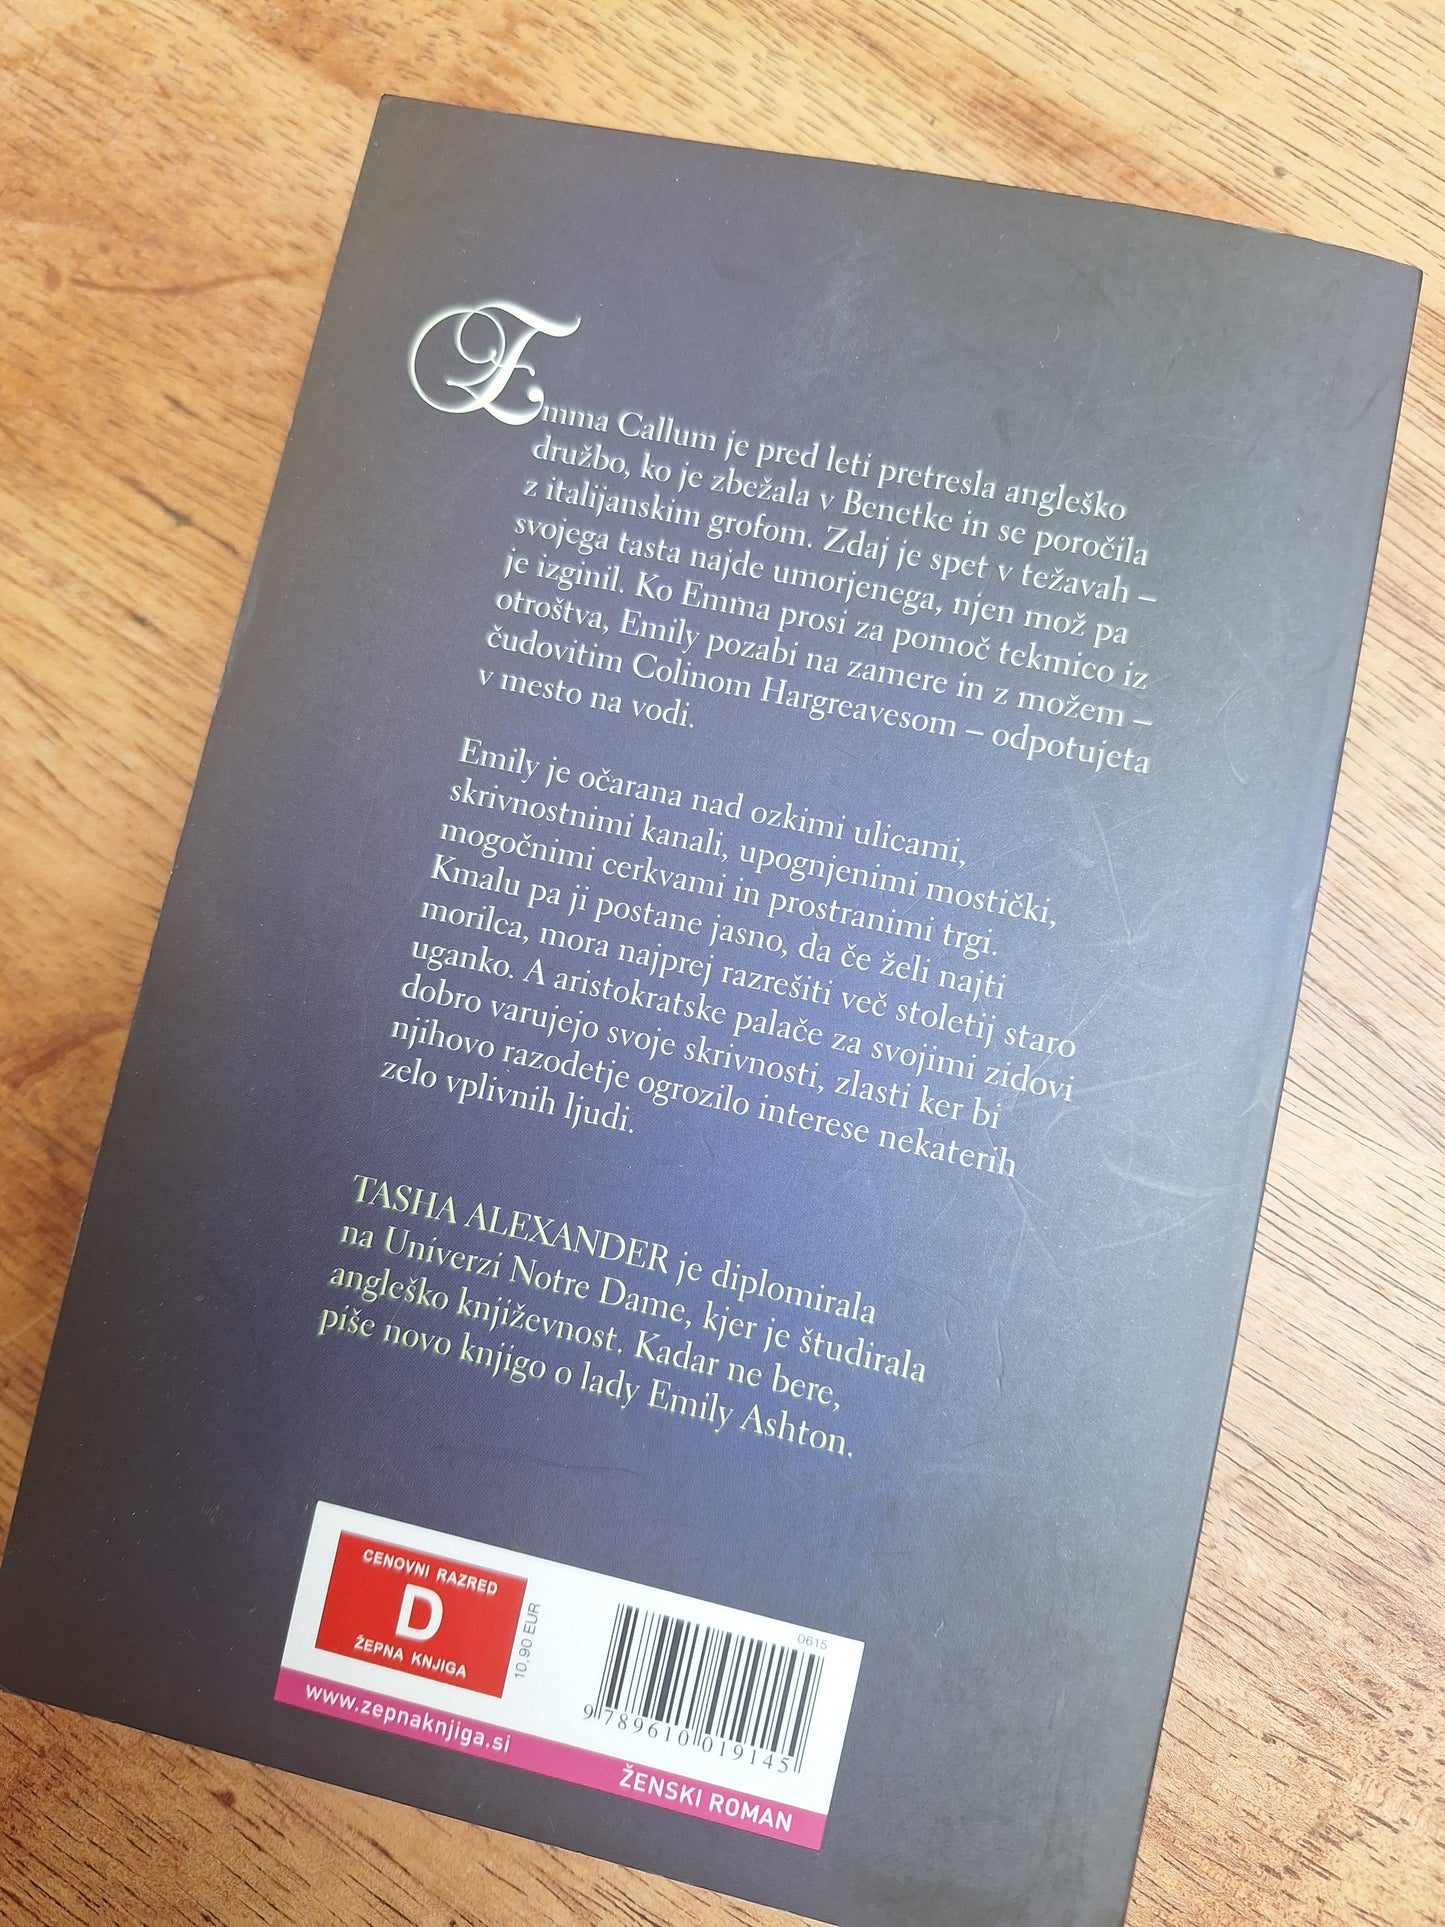 Emma Callum je pred leti pretresla angleško
družbo, ko je zbežala v Benetke in se poročila
z italijanskim grofom. Zdaj je spet v težavah –
svojega tasta najde umorjenega, njen mož pa
je izginil. Ko Emma prosi za pomoč tekmico iz
otroštva, Emily pozabi na zamere in z možem –
čudovitim Colinom Hargreavesom – odpotujeta
v mesto na vodi.
Emily je očarana nad ozkimi ulicami,
skrivnostnimi kanali, upognjenimi mostički,
mogočnimi cerkvami in prostranimi trgi.
Kmalu pa ji postane jasno, da če želi najti
morilca, mora najprej razrešiti več stoletij staro
uganko. A aristokratske palače za svojimi zidovi
dobro varujejo svoje skrivnosti, zlasti ker bi
njihovo razodetje ogrozilo interese nekaterih
zelo vplivnih ljudi.
TASHA ALEXANDER je diplomirala
na Univerzi Notre Dame, kjer je študirala
angleško književnost. Kadar ne bere,
piše novo knjigo o lady Emily Ashton.
CENOVNI RAZRED
D
ŽEPNA KNJIGA
10,90 EUR
0615
9 789610 019145
www.zepnaknjiga.si
ŽENSKI ROMAN